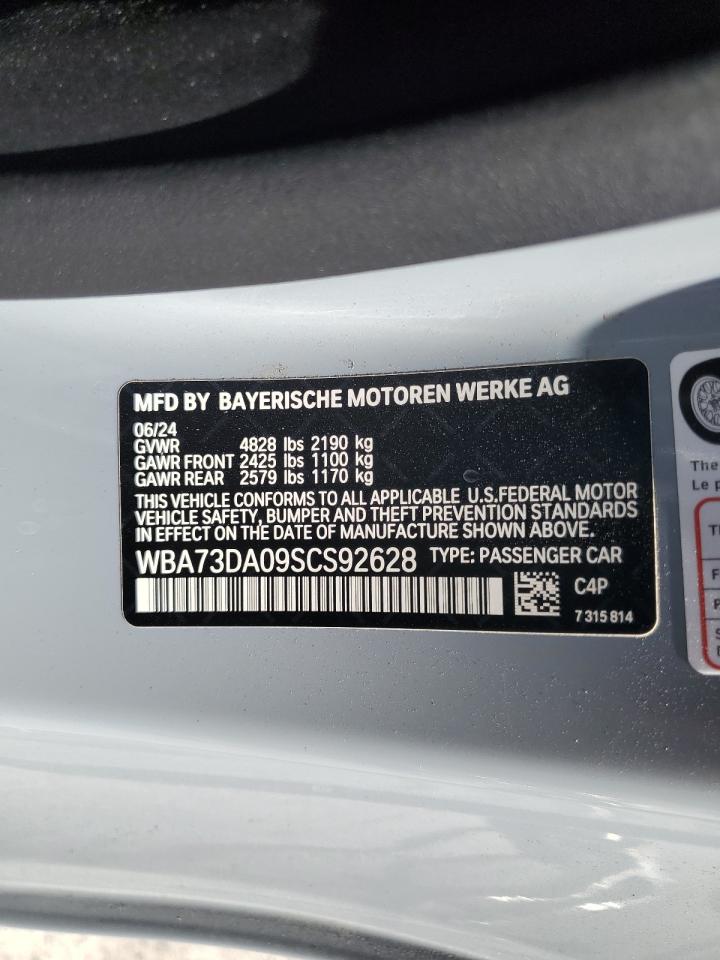 MFD BY BAYERISCHE MOTOREN WERKE AG
06/24
GVWR 4828 lbs 2190 kg
GAWR FRONT 2425 lbs 1100 kg
GAWR REAR 2579 lbs 1170 kg
THIS VEHICLE CONFORMS TO ALL APPLICABLE U.S.FEDERAL MOTOR
VEHICLE SAFETY, BUMPER AND THEFT PREVENTION STANDARDS
IN EFFECT ON THE DATE OF MANUFACTURE SHOWN ABOVE.
WBA73DA09SCS92628 TYPE: PASSENGER CAR
C4P
7 315 814
The
Le p